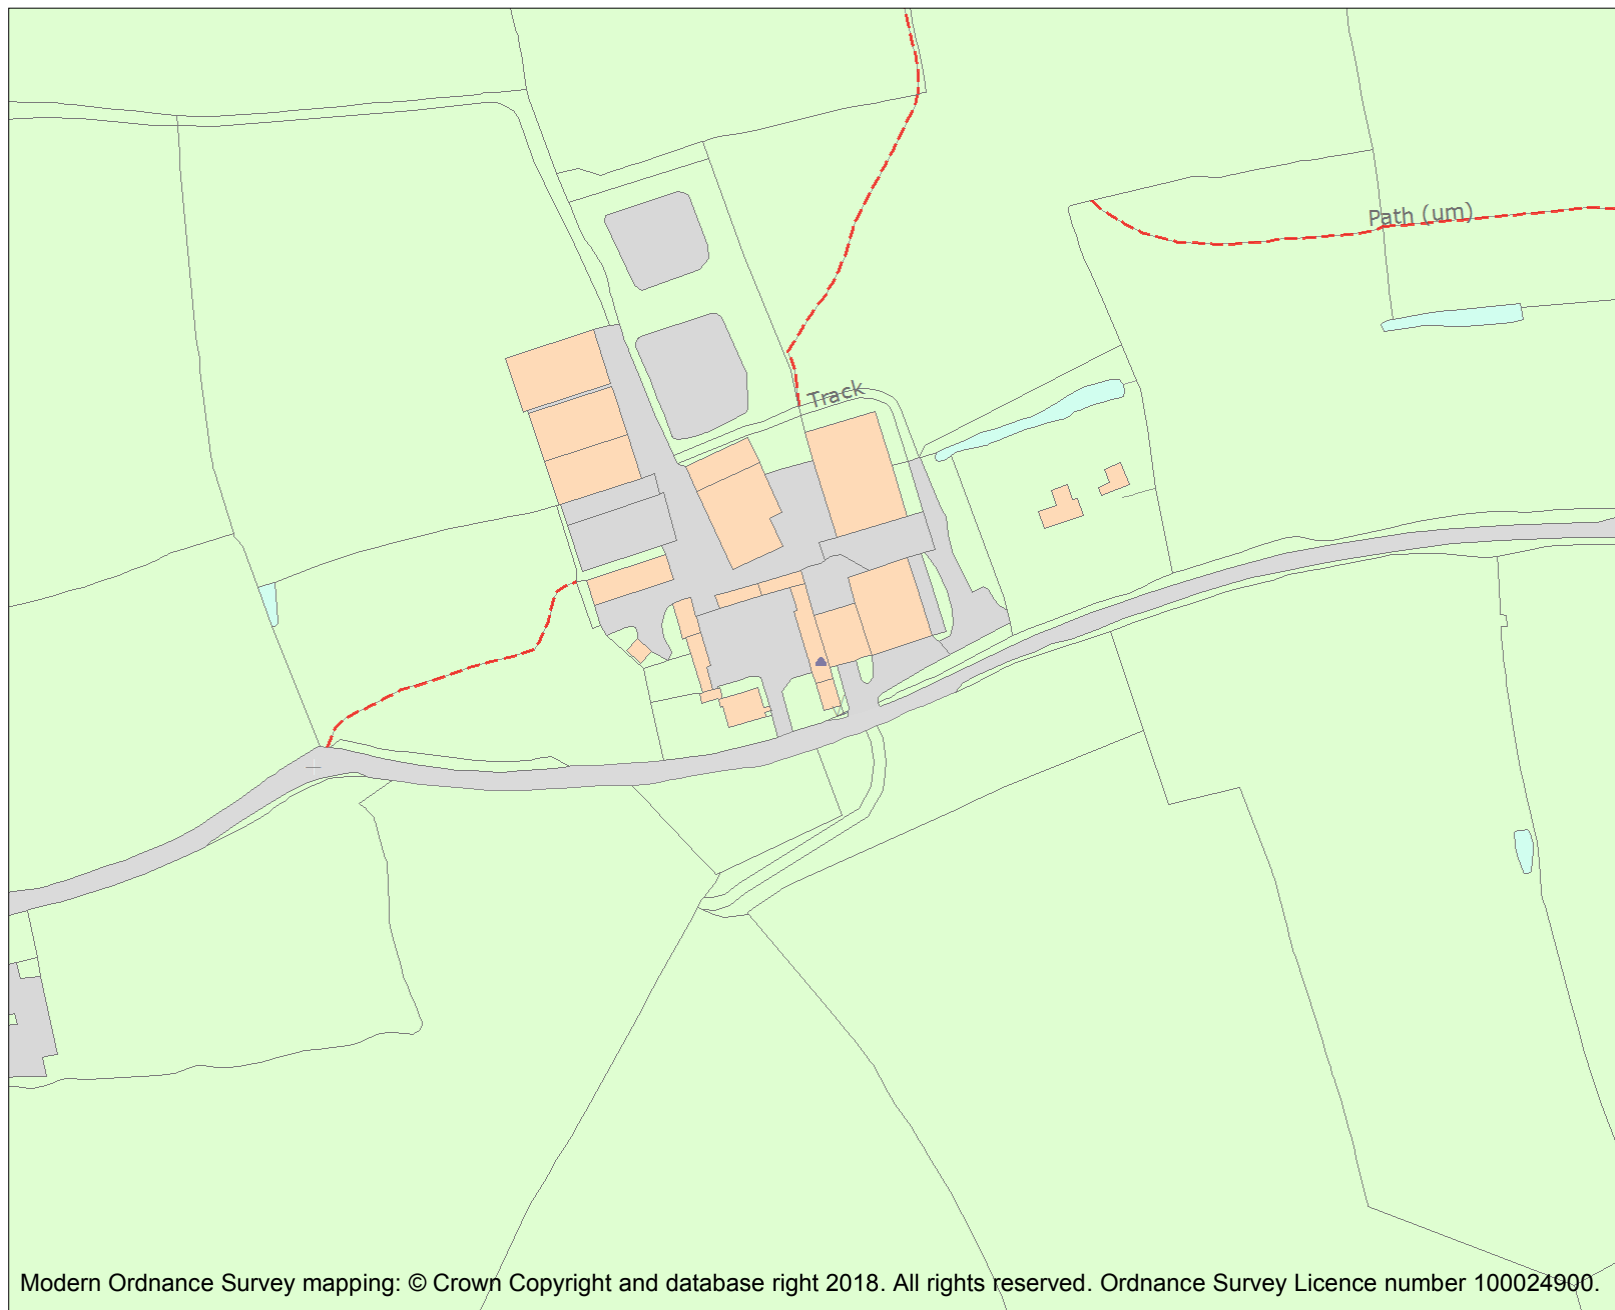 Path (um)
Track
Modern Ordnance Survey mapping: © Crown Copyright and database right 2018. All rights reserved. Ordnance Survey Licence number 100024900.